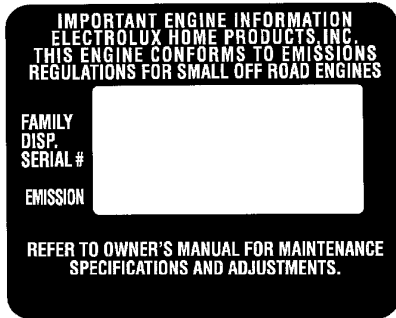 IMPORTANT ENGINE INFORMATION
ELECTROLUX HOME PRODUCTS, INC.
THIS ENGINE CONFORMS TO EMISSIONS
REGULATIONS FOR SMALL OFF ROAD ENGINES
FAMILY
DISP.
SERIAL #
EMISSION
REFER TO OWNER'S MANUAL FOR MAINTENANCE
SPECIFICATIONS AND ADJUSTMENTS.